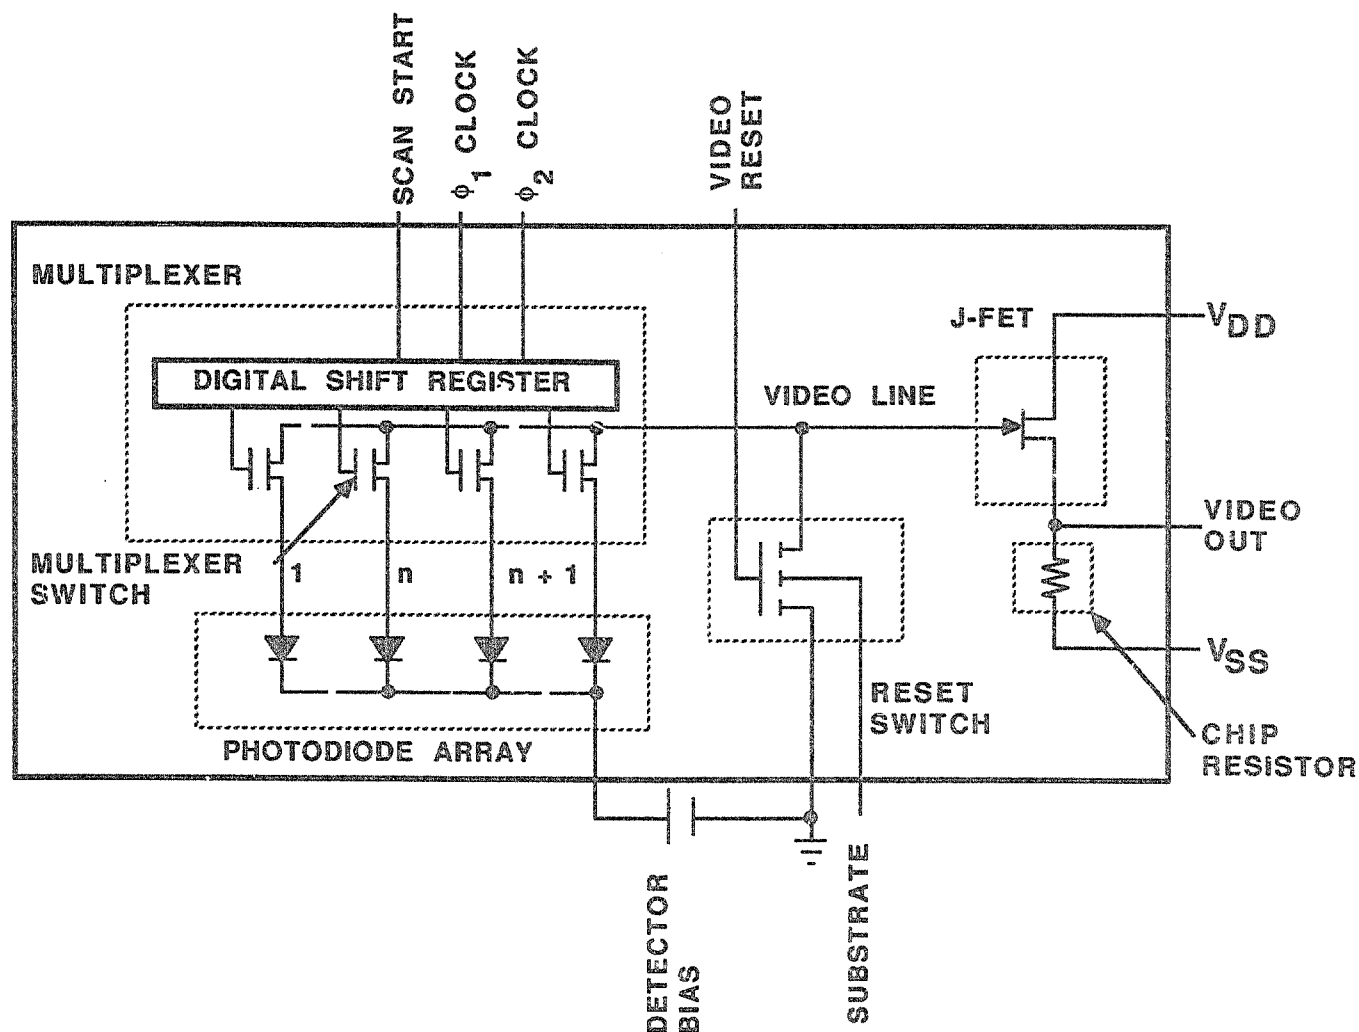 SCAN START
ϕ1 CLOCK
ϕ2 CLOCK
VIDEO
RESET
MULTIPLEXER
DIGITAL SHIFT REGISTER
J-FET
VDD
VIDEO LINE
MULTIPLEXER
SWITCH
1
n
n + 1
VIDEO
OUT
VSS
RESET
SWITCH
CHIP
RESISTOR
PHOTODIODE ARRAY
DETECTOR
BIAS
SUBSTRATE